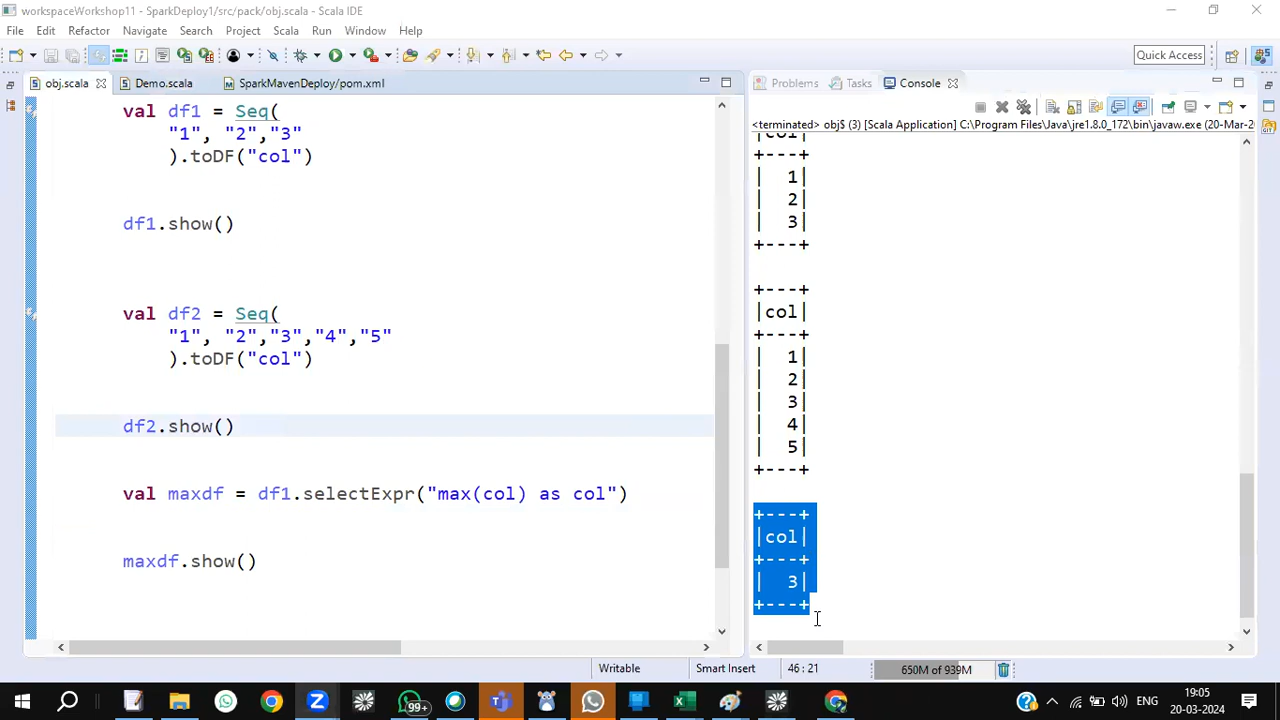 workspaceWorkshop11 - SparkDeploy1/src/pack/obj.scala - Scala IDE
File Edit Refactor Navigate Search Project Scala Run Window Help
Quick Access
obj.scala Demo.scala SparkMavenDeploy/pom.xml
val df1 = Seq(
"1", "2","3"
).toDF("col")
df1.show()
val df2 = Seq(
"1", "2","3","4","5"
).toDF("col")
df2.show()
val maxdf = df1.selectExpr("max(col) as col")
maxdf.show()
Problems Tasks Console
<terminated> obj$ (3) [Scala Application] C:\Program Files\Java\jre1.8.0_172\bin\javaw.exe (20-Mar-20
|col|
+---+
|  1|
|  2|
|  3|
+---+
+---+
|col|
+---+
|  1|
|  2|
|  3|
|  4|
|  5|
+---+
+---+
|col|
+---+
|  3|
+---+
Writable Smart Insert 46 : 21 650M of 939M
99+
ENG
19:05
20-03-2024